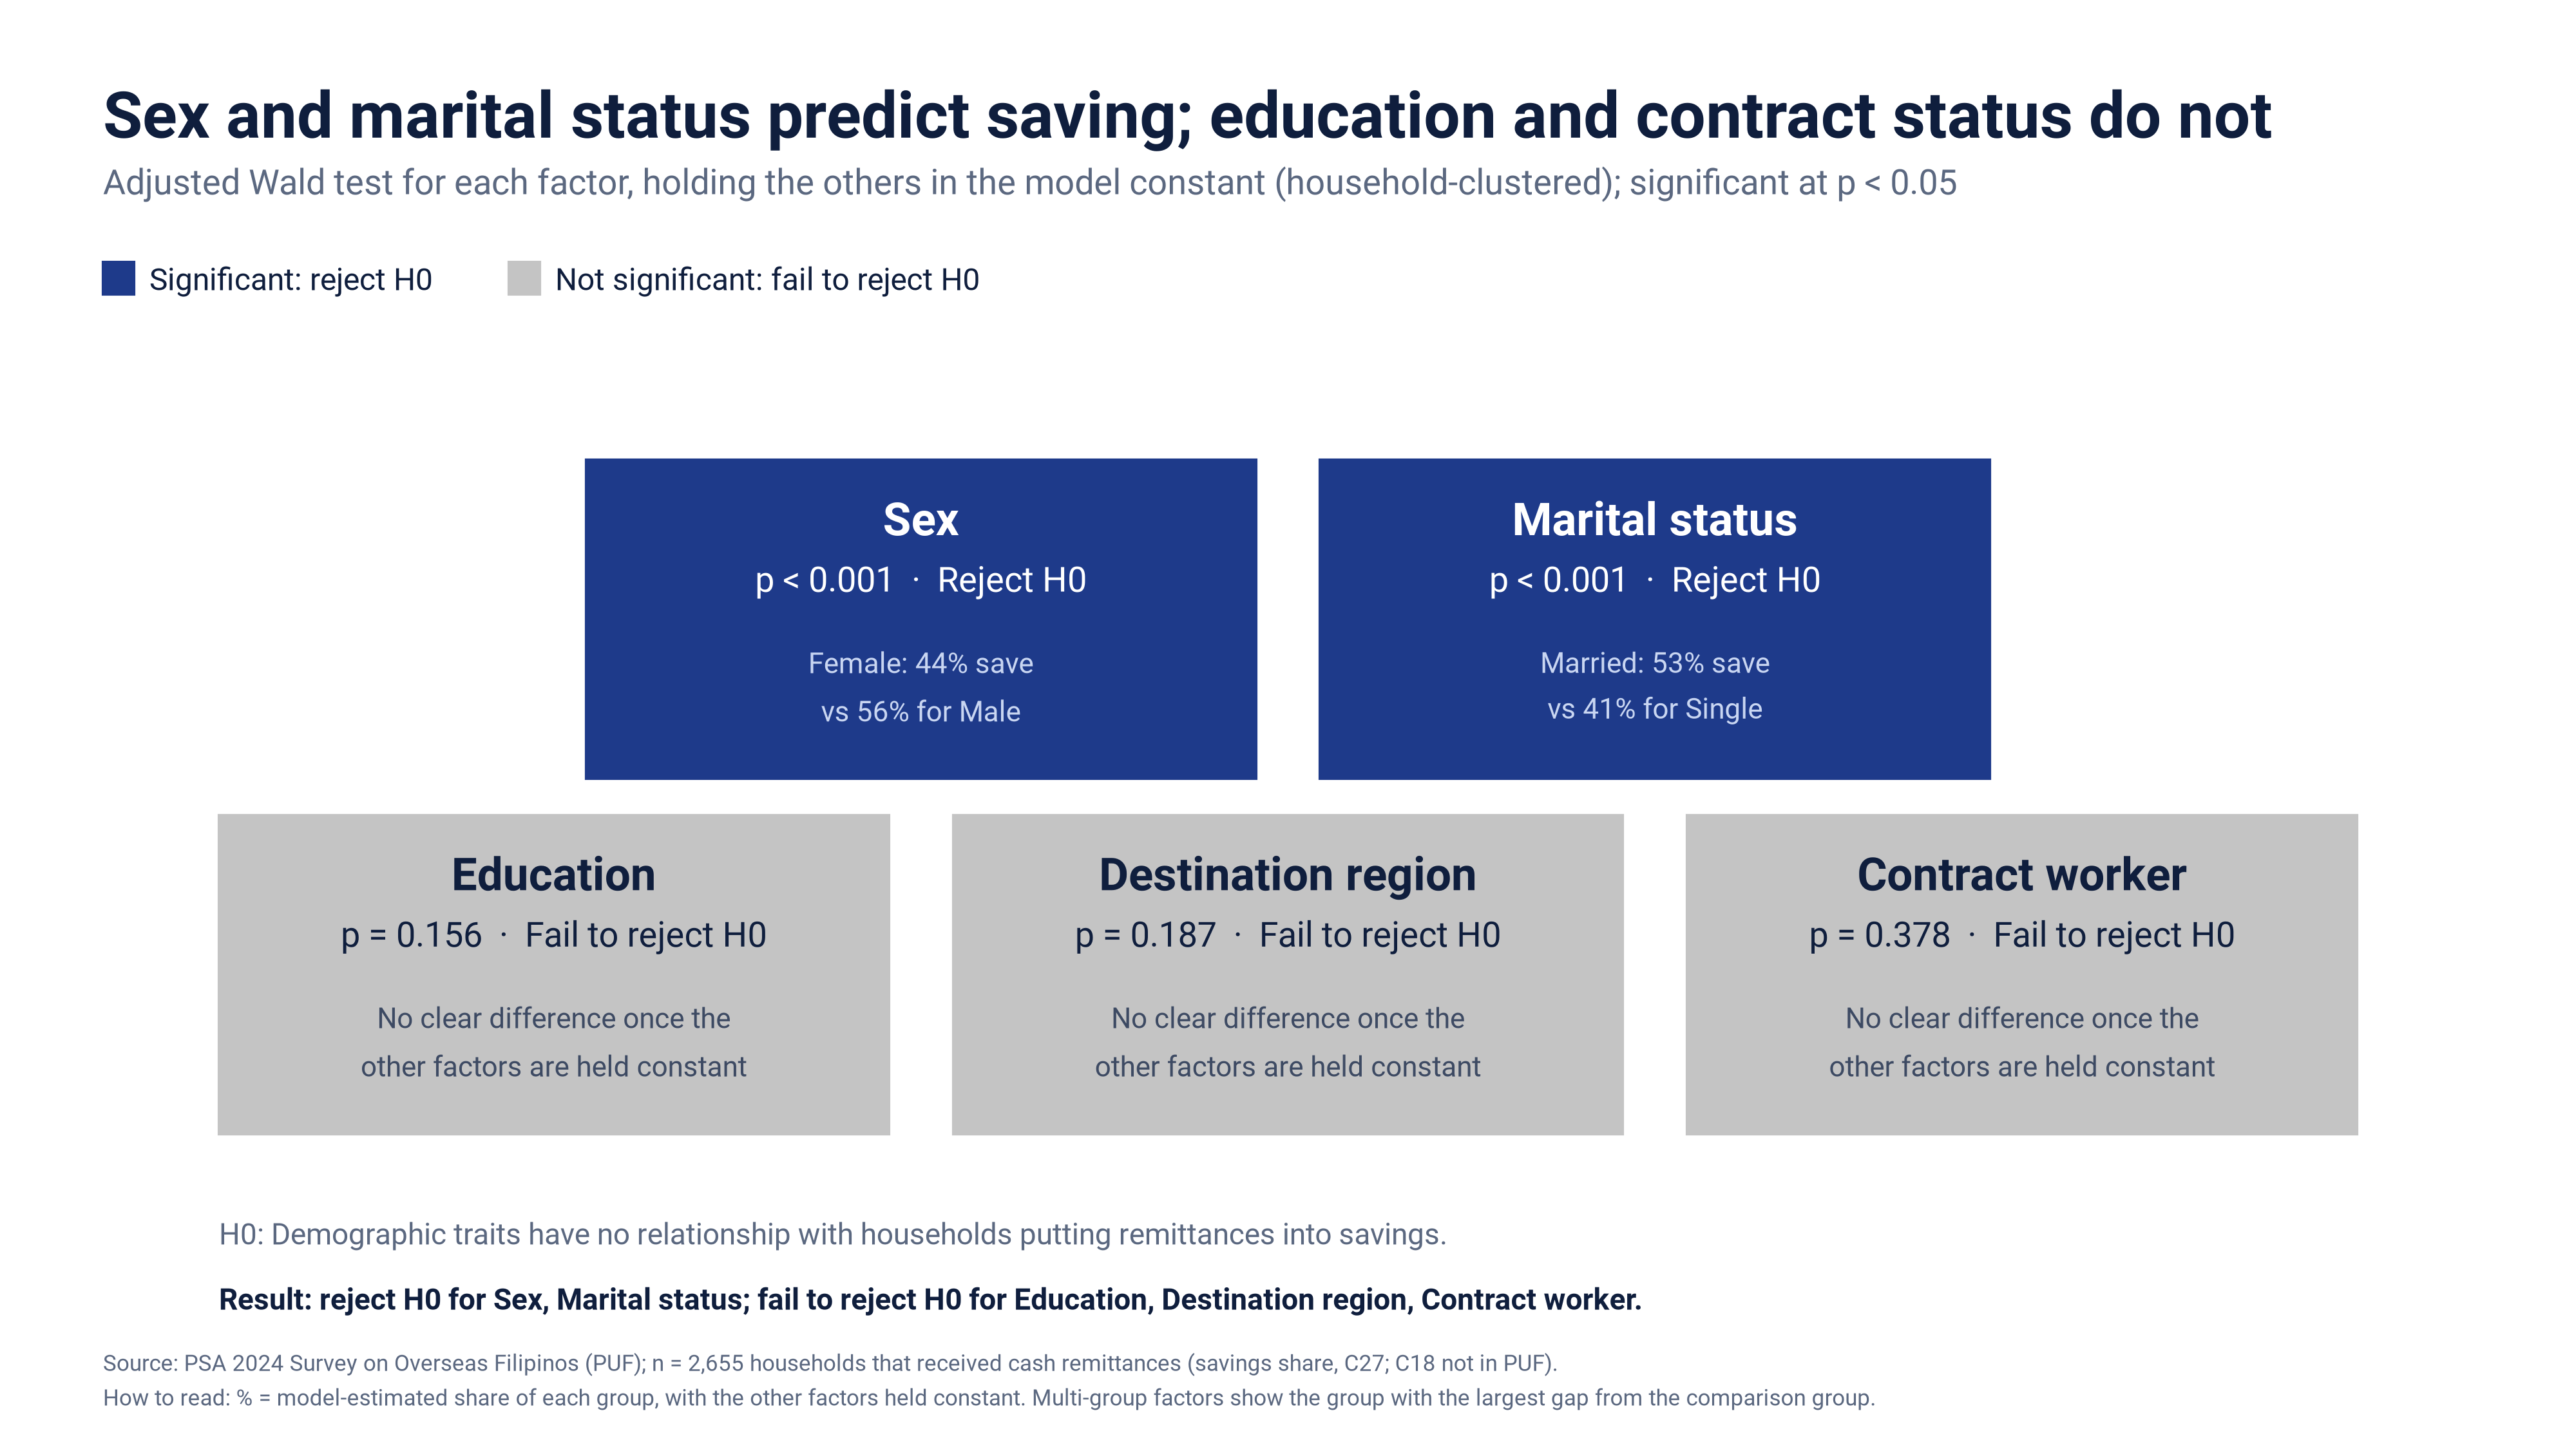 Sex and marital status predict saving; education and contract status do not
Adjusted Wald test for each factor, holding the others in the model constant (household-clustered); significant at p < 0.05
Significant: reject H0
Not significant: fail to reject H0
Sex
p < 0.001 · Reject H0
Female: 44% save
vs 56% for Male
Marital status
p < 0.001 · Reject H0
Married: 53% save
vs 41% for Single
Education
p = 0.156 · Fail to reject H0
No clear difference once the
other factors are held constant
Destination region
p = 0.187 · Fail to reject H0
No clear difference once the
other factors are held constant
Contract worker
p = 0.378 · Fail to reject H0
No clear difference once the
other factors are held constant
H0: Demographic traits have no relationship with households putting remittances into savings.
Result: reject H0 for Sex, Marital status; fail to reject H0 for Education, Destination region, Contract worker.
Source: PSA 2024 Survey on Overseas Filipinos (PUF); n = 2,655 households that received cash remittances (savings share, C27; C18 not in PUF).
How to read: % = model-estimated share of each group, with the other factors held constant. Multi-group factors show the group with the largest gap from the comparison group.